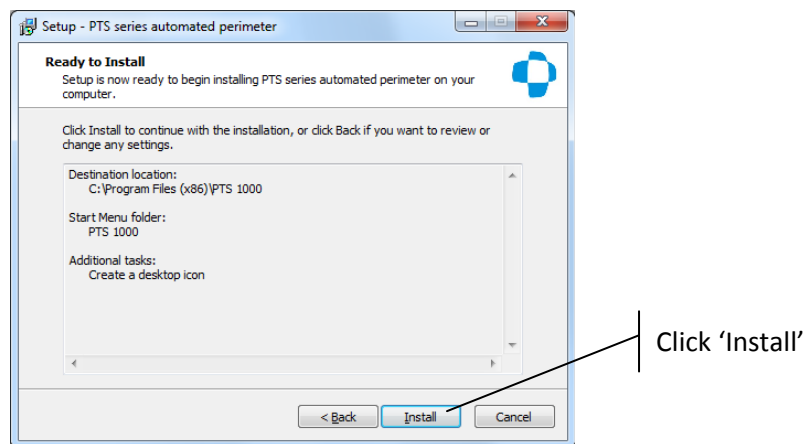 Setup - PTS series automated perimeter
Ready to Install
Setup is now ready to begin installing PTS series automated perimeter on your
computer.
Click Install to continue with the installation, or click Back if you want to review or
change any settings.
Destination location:
C:\Program Files (x86)\PTS 1000
Start Menu folder:
PTS 1000
Additional tasks:
Create a desktop icon
Click ‘Install’
< Back
Install
Cancel